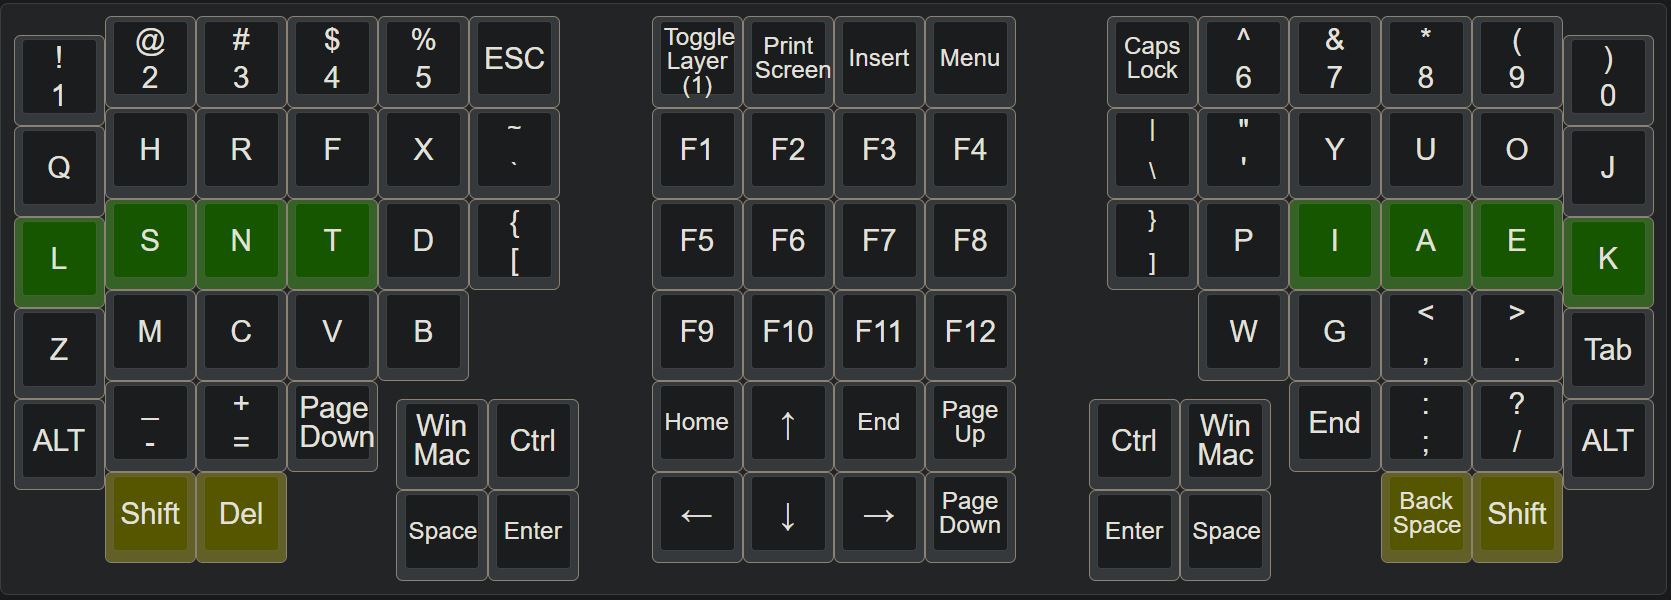 ! @ # $ % ESC Toggle Layer (1) Print Screen Insert Menu Caps Lock ^ & * ( )
1 2 3 4 5 6 7 8 9 0
Q H R F X ~ ` F1 F2 F3 F4 | \ " ' Y U O J
L S N T D { [ F5 F6 F7 F8 } ] P I A E K
Z M C V B F9 F10 F11 F12 W G < , > . Tab
ALT _ - + = Page Down Win Mac Ctrl Home ↑ End Page Up Ctrl Win Mac End : ; ? / ALT
Shift Del Space Enter ← ↓ → Page Down Enter Space Back Space Shift